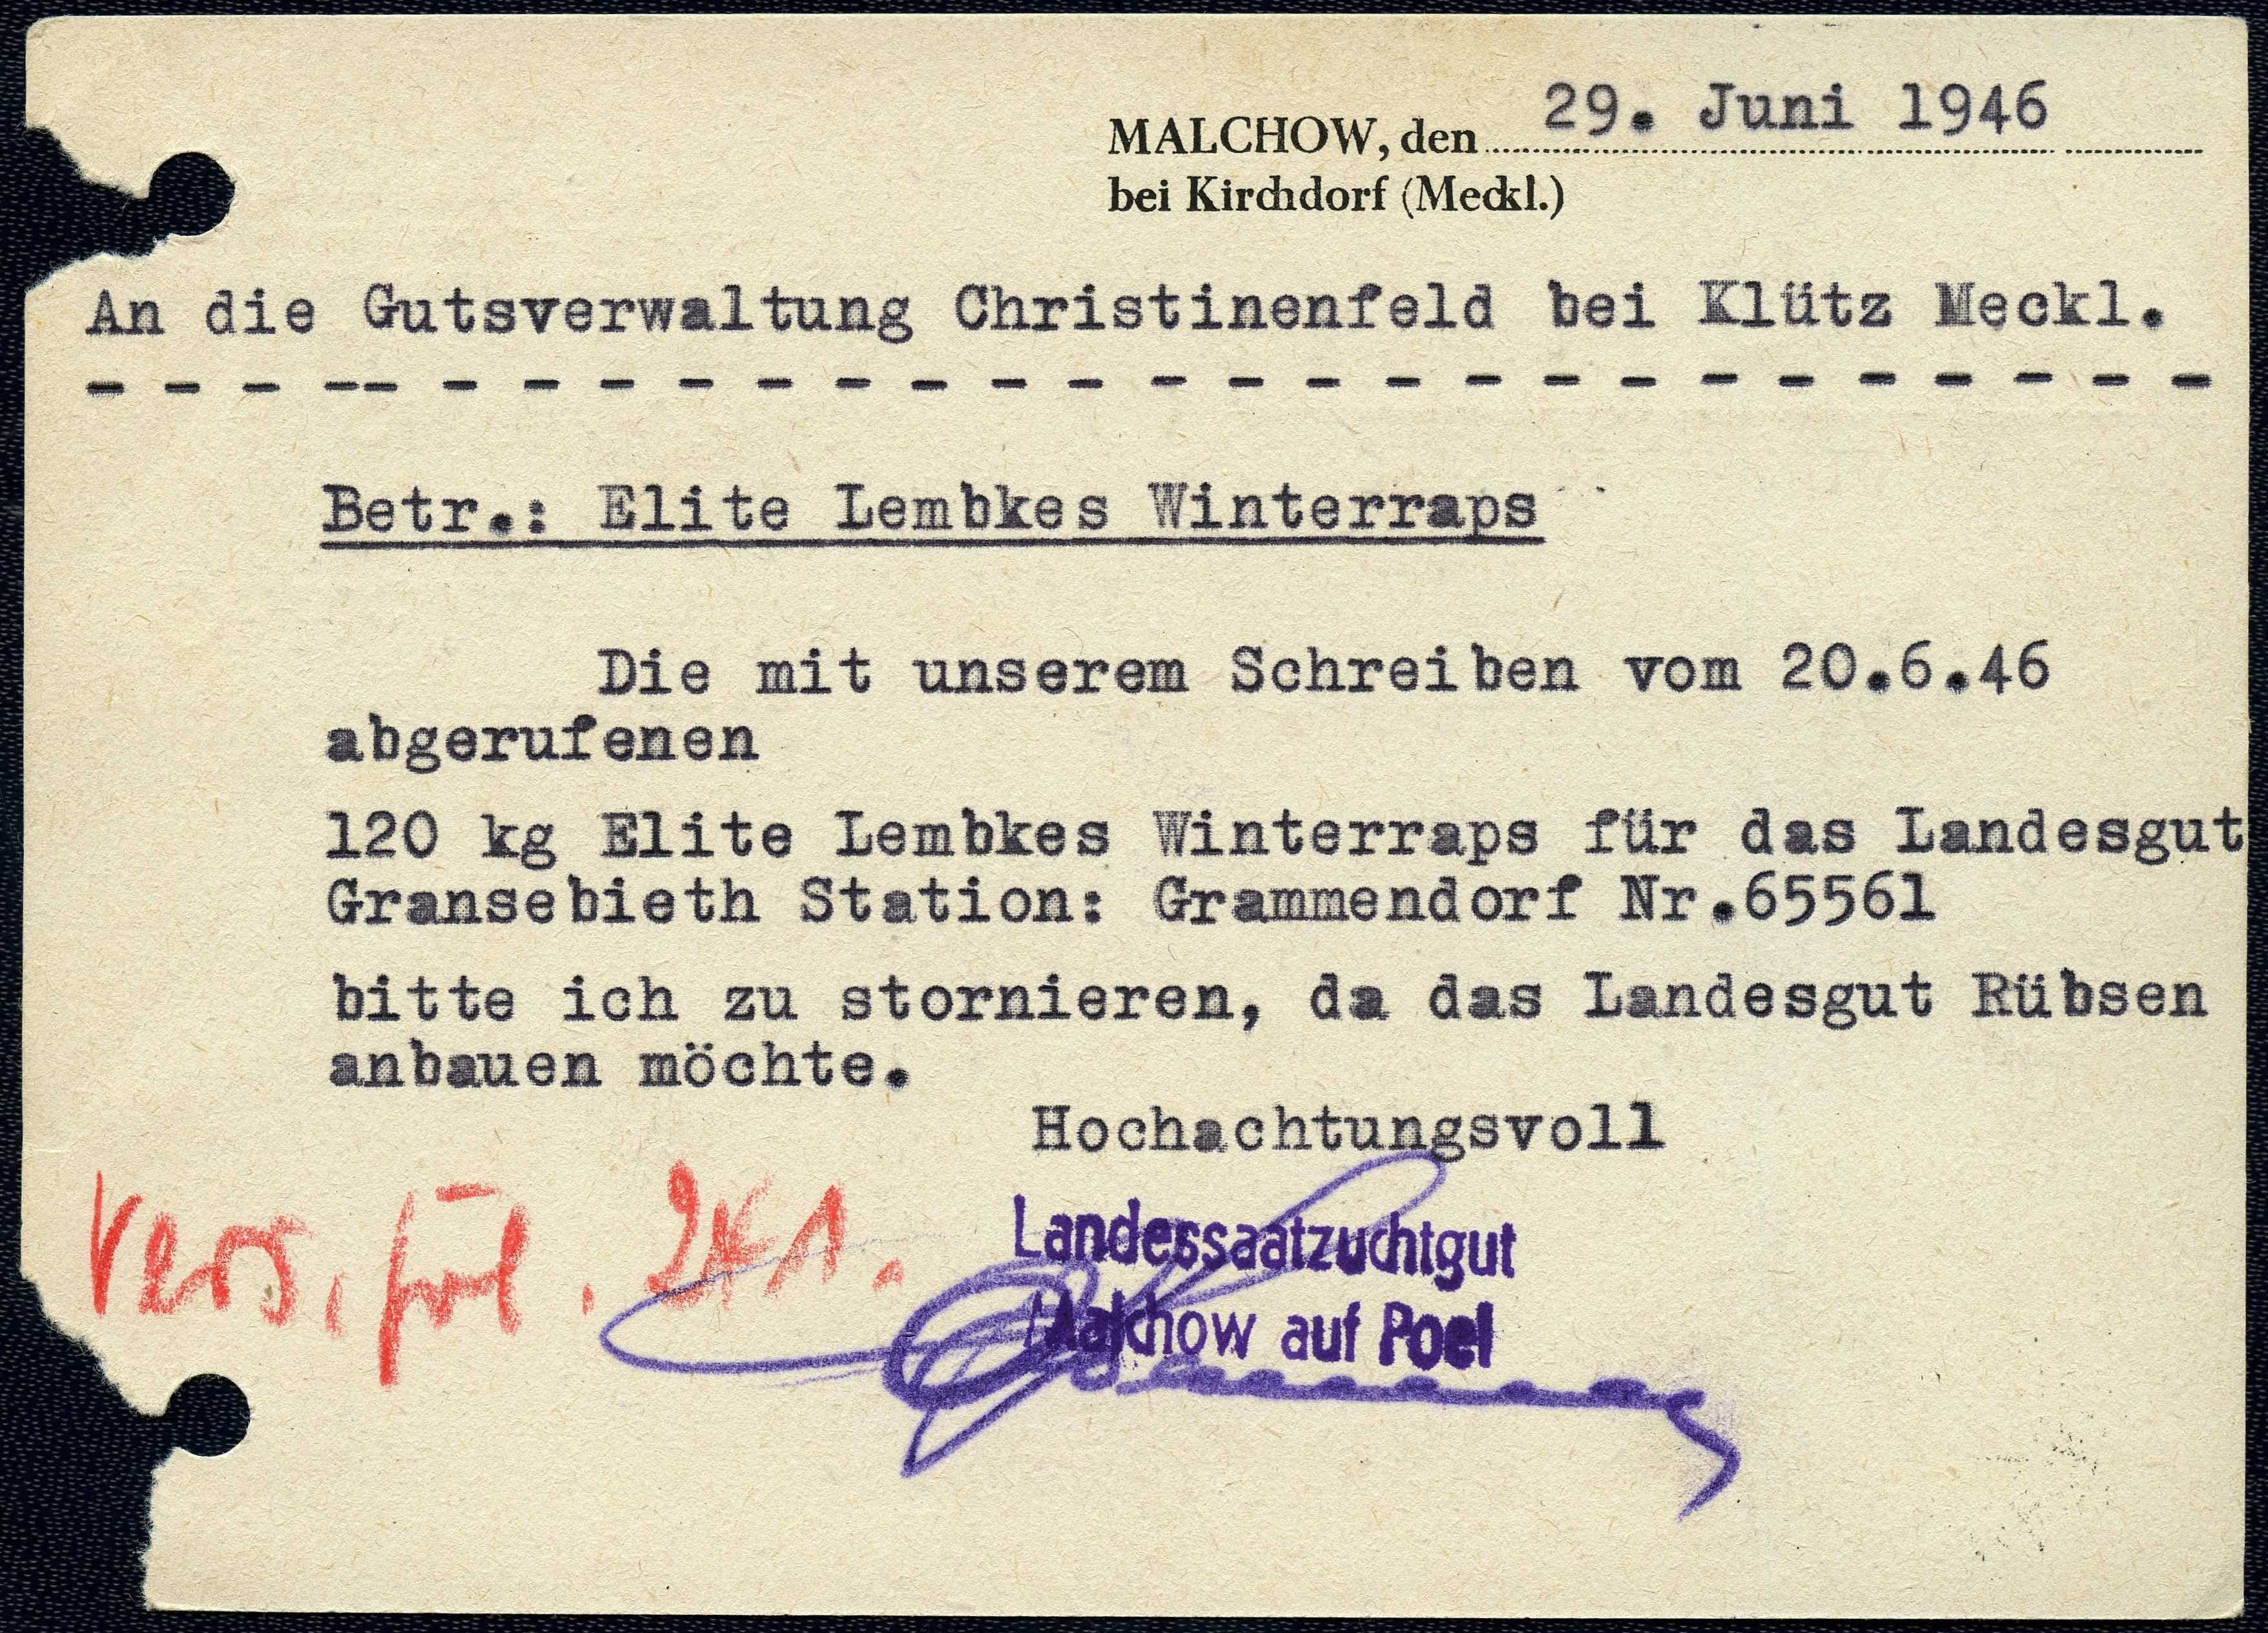 29. Juni 1946
MALCHOW, den
bei Kirchdorf (Meckl.)
An die Gutsverwaltung Christinenfeld bei Klütz Meckl.
- - - -- - - - - - - - - - - - - - - - - - - - - - - -
Betr.: Elite Lembkes Winterraps
Die mit unserem Schreiben vom 20.6.46
abgerufenen
120 kg Elite Lembkes Winterraps für das Landesgut
Gransebieth Station: Grammendorf Nr.65561
bitte ich zu stornieren, da das Landesgut Rübsen
anbauen möchte.
Hochachtungsvoll
Landessaatzuchtgut
Malchow auf Poel